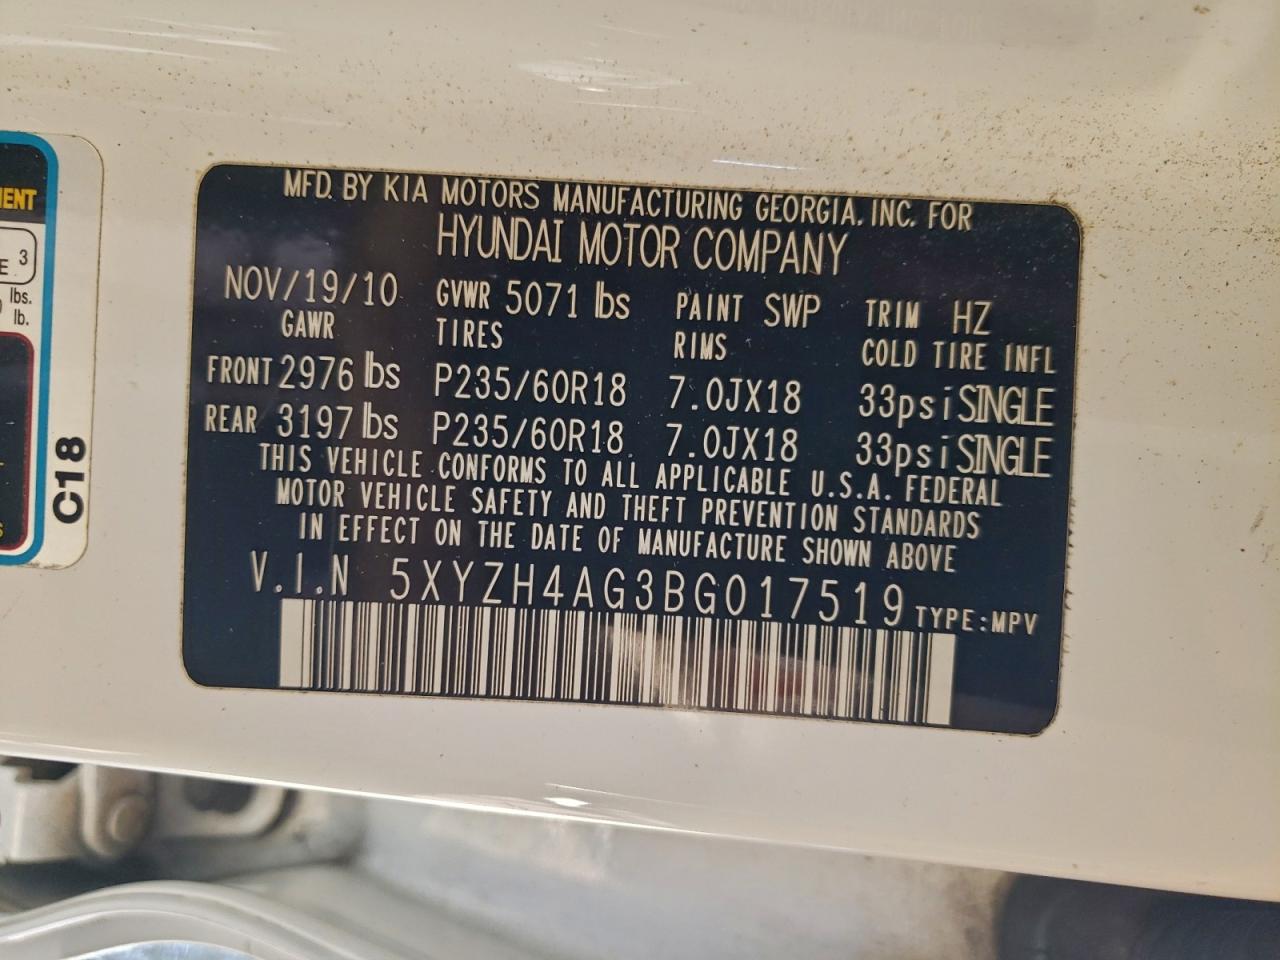 MFD. BY KIA MOTORS MANUFACTURING GEORGIA, INC. FOR
HYUNDAI MOTOR COMPANY
NOV/19/10 GVWR 5071 lbs PAINT SWP TRIM HZ
GAWR TIRES RIMS COLD TIRE INFL
FRONT 2976 lbs P235/60R18 7.0JX18 33psi SINGLE
REAR 3197 lbs P235/60R18 7.0JX18 33psi SINGLE
THIS VEHICLE CONFORMS TO ALL APPLICABLE U.S.A. FEDERAL
MOTOR VEHICLE SAFETY AND THEFT PREVENTION STANDARDS
IN EFFECT ON THE DATE OF MANUFACTURE SHOWN ABOVE
V.I.N 5XYZH4AG3BG017519 TYPE:MPV
3
lbs.
lb.
C18